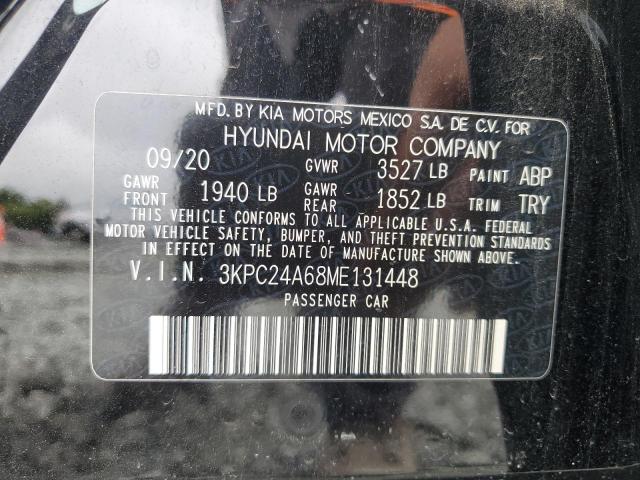 MFD. BY KIA MOTORS MEXICO S.A. DE C.V. FOR
HYUNDAI MOTOR COMPANY
09/20 GVWR 3527 LB PAINT ABP
GAWR FRONT 1940 LB GAWR REAR 1852 LB TRIM TRY
THIS VEHICLE CONFORMS TO ALL APPLICABLE U.S.A. FEDERAL
MOTOR VEHICLE SAFETY, BUMPER, AND THEFT PREVENTION STANDARDS
IN EFFECT ON THE DATE OF MANUFACTURE SHOWN ABOVE.
V.I.N. 3KPC24A68ME131448
PASSENGER CAR